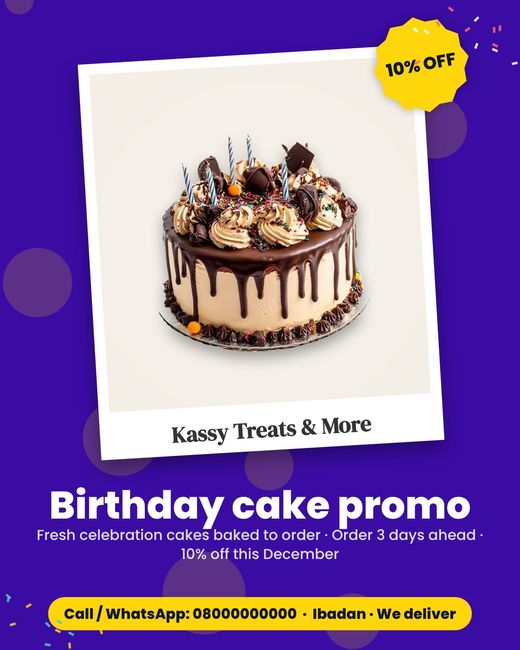 10% OFF
Kassy Treats & More
Birthday cake promo
Fresh celebration cakes baked to order · Order 3 days ahead ·
10% off this December
Call / WhatsApp: 08000000000 · Ibadan · We deliver